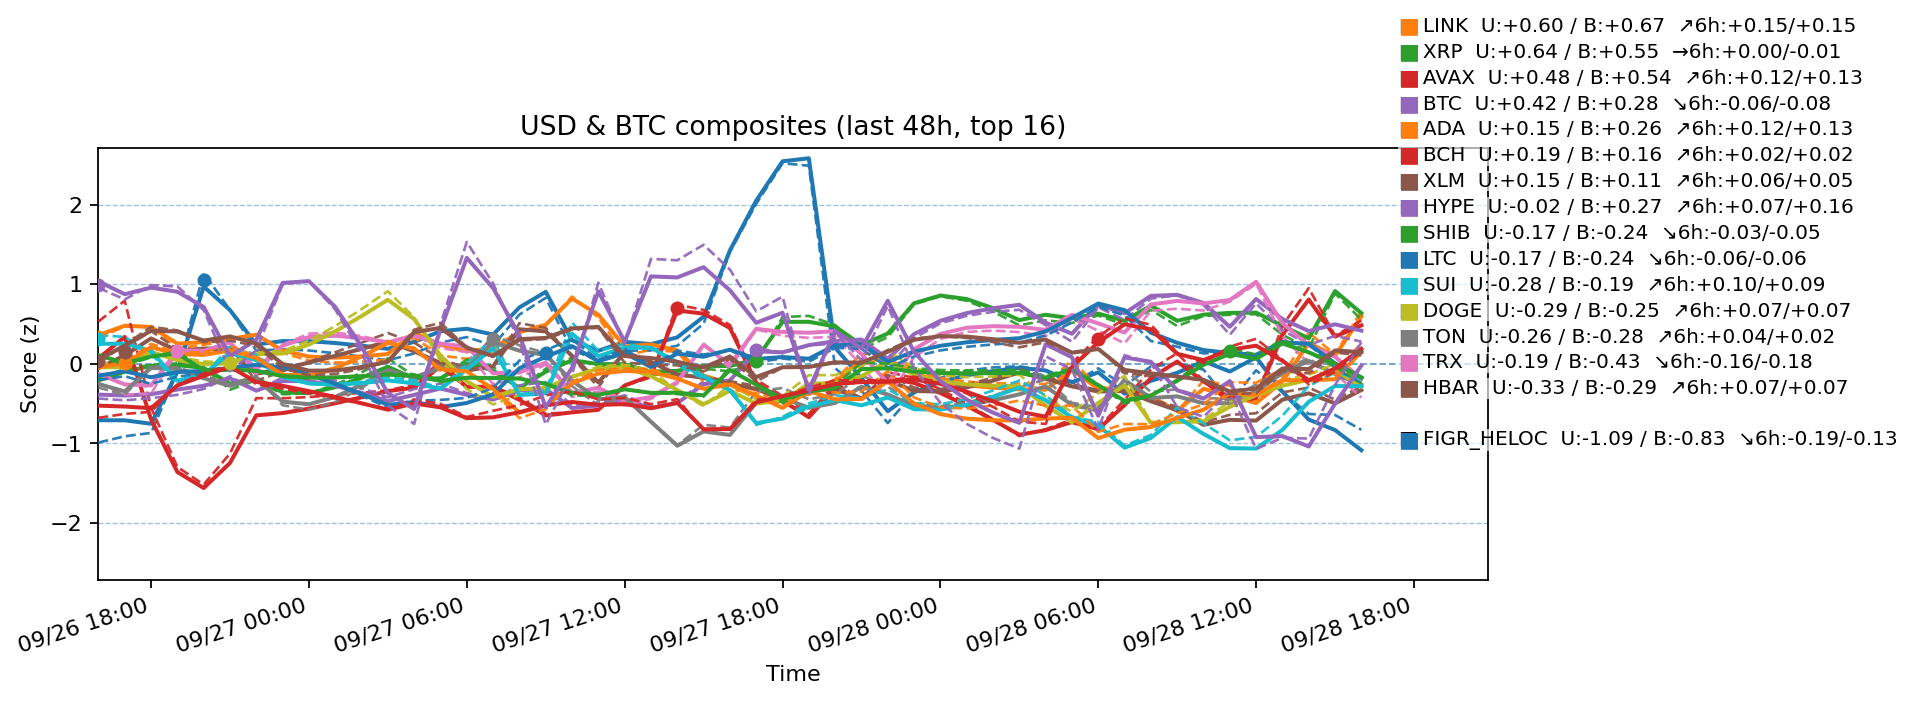 LINK  U:+0.60 / B:+0.67  ↗6h:+0.15/+0.15
XRP  U:+0.64 / B:+0.55  →6h:+0.00/-0.01
AVAX  U:+0.48 / B:+0.54  ↗6h:+0.12/+0.13
BTC  U:+0.42 / B:+0.28  ↘6h:-0.06/-0.08
ADA  U:+0.15 / B:+0.26  ↗6h:+0.12/+0.13
BCH  U:+0.19 / B:+0.16  ↗6h:+0.02/+0.02
XLM  U:+0.15 / B:+0.11  ↗6h:+0.06/+0.05
HYPE  U:-0.02 / B:+0.27  ↗6h:+0.07/+0.16
SHIB  U:-0.17 / B:-0.24  ↘6h:-0.03/-0.05
LTC  U:-0.17 / B:-0.24  ↘6h:-0.06/-0.06
SUI  U:-0.28 / B:-0.19  ↗6h:+0.10/+0.09
DOGE  U:-0.29 / B:-0.25  ↗6h:+0.07/+0.07
TON  U:-0.26 / B:-0.28  ↗6h:+0.04/+0.02
TRX  U:-0.19 / B:-0.43  ↘6h:-0.16/-0.18
HBAR  U:-0.33 / B:-0.29  ↗6h:+0.07/+0.07
FIGR_HELOC  U:-1.09 / B:-0.83  ↘6h:-0.19/-0.13
USD & BTC composites (last 48h, top 16)
Score (z)
2
1
0
−1
−2
09/26 18:00
09/27 00:00
09/27 06:00
09/27 12:00
09/27 18:00
09/28 00:00
09/28 06:00
09/28 12:00
09/28 18:00
Time